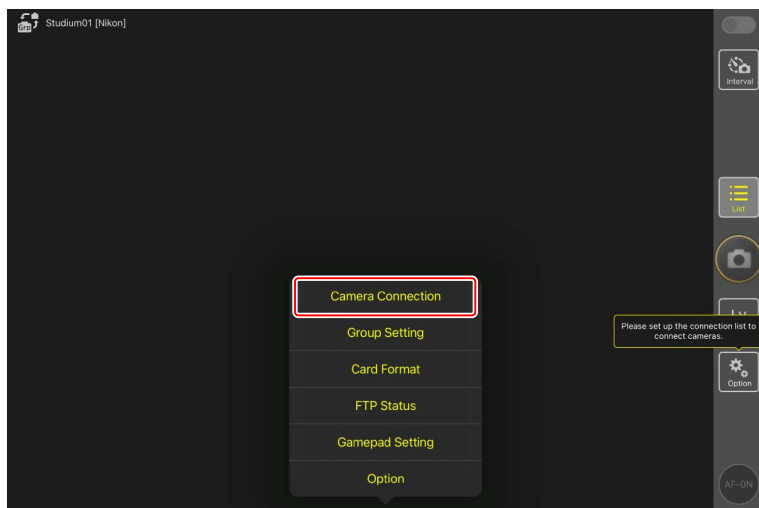 Grp
Studium01 [Nikon]
Interval
List
Camera Connection
Group Setting
Please set up the connection list to
connect cameras.
Card Format
Option
FTP Status
Gamepad Setting
Option
AF-ON